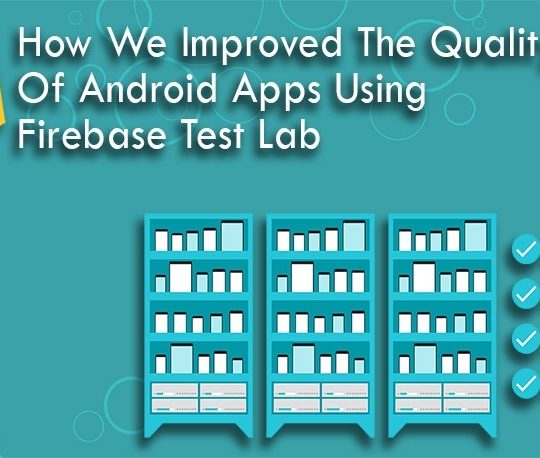 How We Improved The Qualit
Of Android Apps Using
Firebase Test Lab